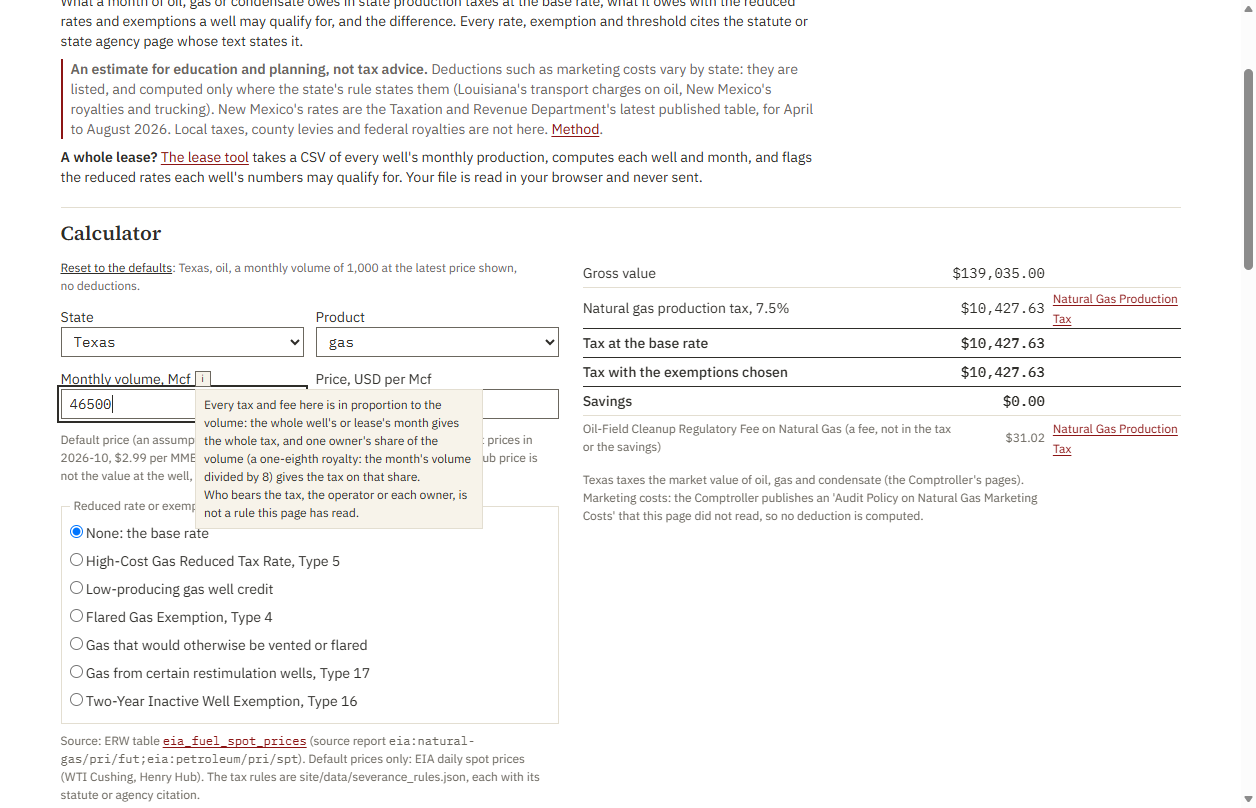 What a month of oil, gas or condensate owes in state production taxes at the base rate, what it owes with the reduced
rates and exemptions a well may qualify for, and the difference. Every rate, exemption and threshold cites the statute or
state agency page whose text states it.
An estimate for education and planning, not tax advice. Deductions such as marketing costs vary by state: they are
listed, and computed only where the state's rule states them (Louisiana's transport charges on oil, New Mexico's
royalties and trucking). New Mexico's rates are the Taxation and Revenue Department's latest published table, for April
to August 2026. Local taxes, county levies and federal royalties are not here. Method.
A whole lease? The lease tool takes a CSV of every well's monthly production, computes each well and month, and flags
the reduced rates each well's numbers may qualify for. Your file is read in your browser and never sent.
Calculator
Reset to the defaults: Texas, oil, a monthly volume of 1,000 at the latest price shown,
no deductions.
State
Product
Texas
gas
Monthly volume, Mcf i
Price, USD per Mcf
46500
Every tax and fee here is in proportion to the
volume: the whole well's or lease's month gives
the whole tax, and one owner's share of the
volume (a one-eighth royalty: the month's volume
divided by 8) gives the tax on that share.
Who bears the tax, the operator or each owner, is
not a rule this page has read.
Default price (an assump
prices in
2026-10, $2.99 per MME
ub price is
not the value at the well,
Reduced rate or exemp
None: the base rate
High-Cost Gas Reduced Tax Rate, Type 5
Low-producing gas well credit
Flared Gas Exemption, Type 4
Gas that would otherwise be vented or flared
Gas from certain restimulation wells, Type 17
Two-Year Inactive Well Exemption, Type 16
Source: ERW table eia_fuel_spot_prices (source report eia:natural-
gas/pri/fut;eia:petroleum/pri/spt). Default prices only: EIA daily spot prices
(WTI Cushing, Henry Hub). The tax rules are site/data/severance_rules.json, each with its
statute or agency citation.
Gross value $139,035.00
Natural gas production tax, 7.5% $10,427.63 Natural Gas Production
Tax
Tax at the base rate $10,427.63
Tax with the exemptions chosen $10,427.63
Savings $0.00
Oil-Field Cleanup Regulatory Fee on Natural Gas (a fee, not in the tax
or the savings)
$31.02
Natural Gas Production
Tax
Texas taxes the market value of oil, gas and condensate (the Comptroller's pages).
Marketing costs: the Comptroller publishes an 'Audit Policy on Natural Gas Marketing
Costs' that this page did not read, so no deduction is computed.